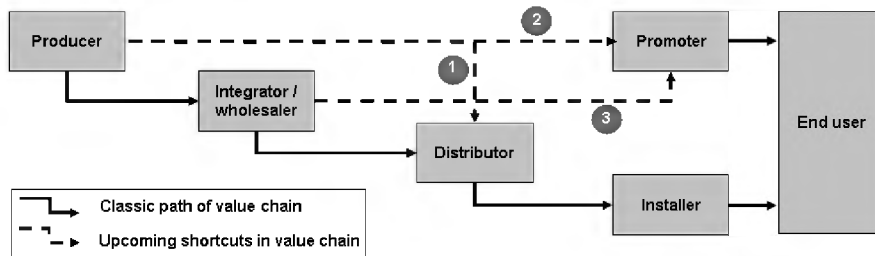 Producer
2
Promoter
1
Integrator /
wholesaler
3
End user
Distributor
Classic path of value chain
Installer
Upcoming shortcuts in value chain